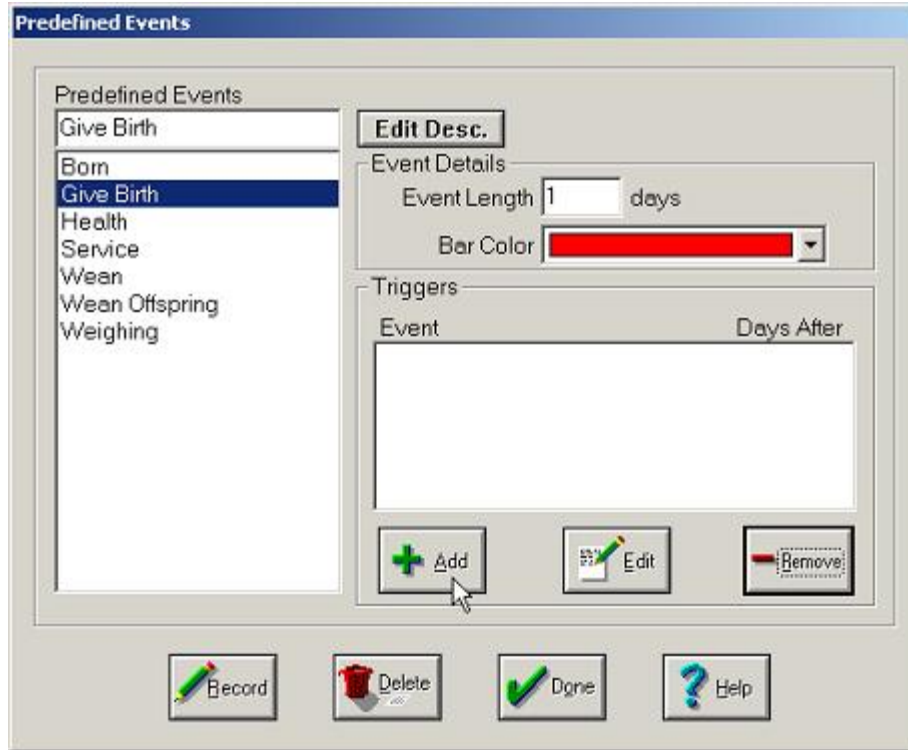 Predefined Events
Predefined Events
Give Birth
Edit Desc.
Born
Give Birth
Health
Service
Wean
Wean Offspring
Weighing
Event Details
Event Length 1 days
Bar Color
Triggers
Event Days After
Add
Edit
Remove
Record
Delete
Done
Help